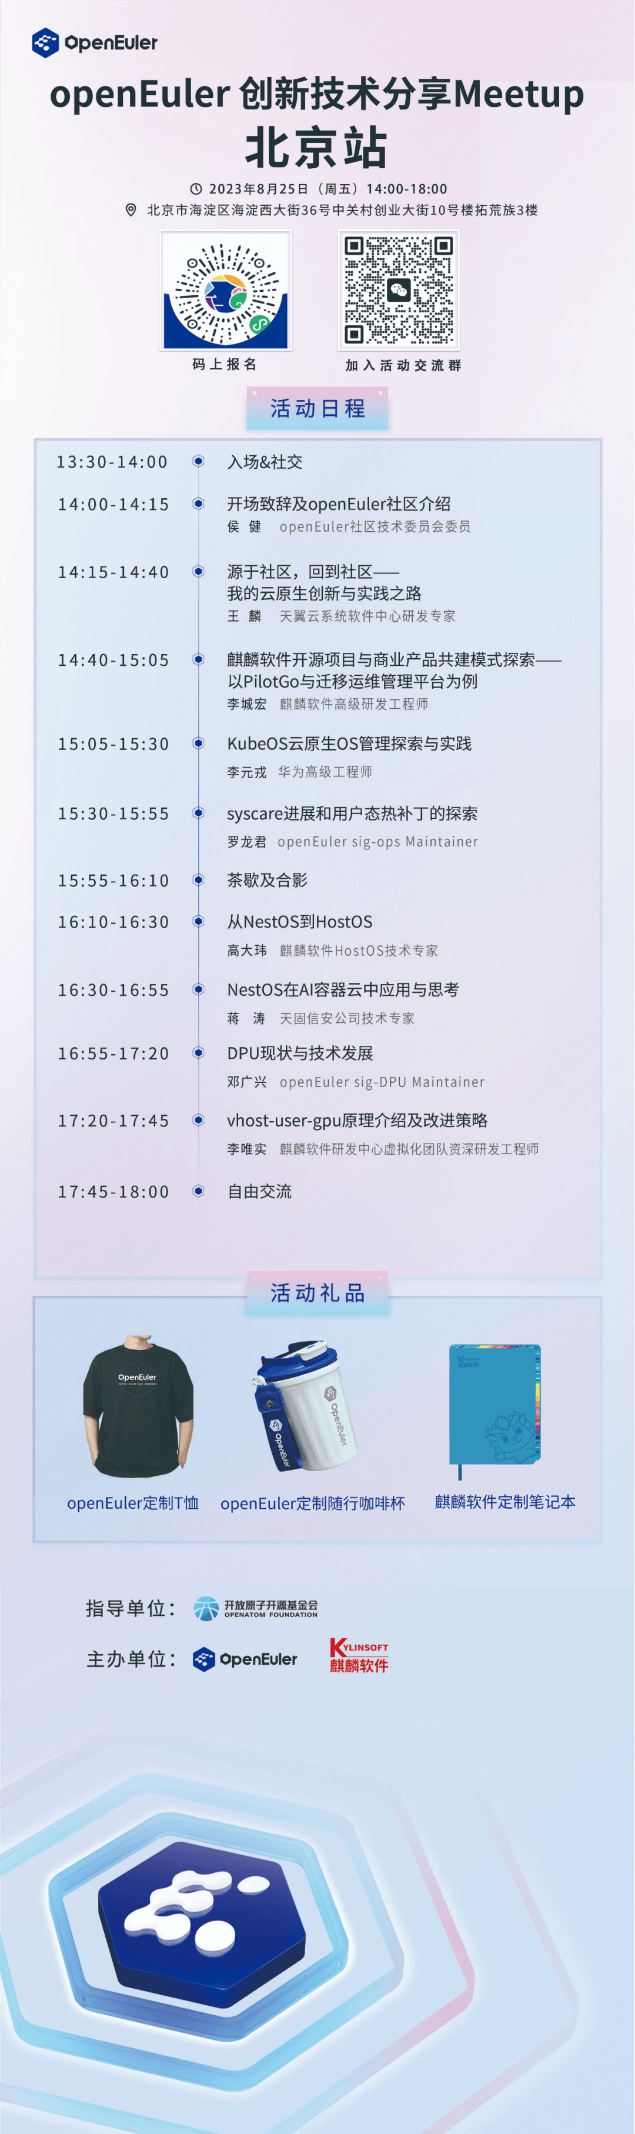 OpenEuler
openEuler 创新技术分享Meetup
北京站
2023年8月25日（周五）14:00-18:00
北京市海淀区海淀西大街36号中关村创业大街10号楼拓荒族3楼
码上报名
加入活动交流群
活动日程
13:30-14:00 入场&社交
14:00-14:15 开场致辞及openEuler社区介绍
侯 健 openEuler社区技术委员会委员
14:15-14:40 源于社区，回到社区——
我的云原生创新与实践之路
王 麟 天翼云系统软件中心研发专家
14:40-15:05 麒麟软件开源项目与商业产品共建模式探索——
以PilotGo与迁移运维管理平台为例
李城宏 麒麟软件高级研发工程师
15:05-15:30 KubeOS云原生OS管理探索与实践
李元戎 华为高级工程师
15:30-15:55 syscare进展和用户态热补丁的探索
罗龙君 openEuler sig-ops Maintainer
15:55-16:10 茶歇及合影
16:10-16:30 从NestOS到HostOS
高大玮 麒麟软件HostOS技术专家
16:30-16:55 NestOS在AI容器云中应用与思考
蒋 涛 天固信安公司技术专家
16:55-17:20 DPU现状与技术发展
邓广兴 openEuler sig-DPU Maintainer
17:20-17:45 vhost-user-gpu原理介绍及改进策略
李唯实 麒麟软件研发中心虚拟化团队资深研发工程师
17:45-18:00 自由交流
活动礼品
OpenEuler
OpenEuler
OpenEuler
openEuler定制T恤 openEuler定制随行咖啡杯 麒麟软件定制笔记本
指导单位： 开放原子开源基金会
OPENATOM FOUNDATION
主办单位： OpenEuler KYLINSOFT
麒麟软件